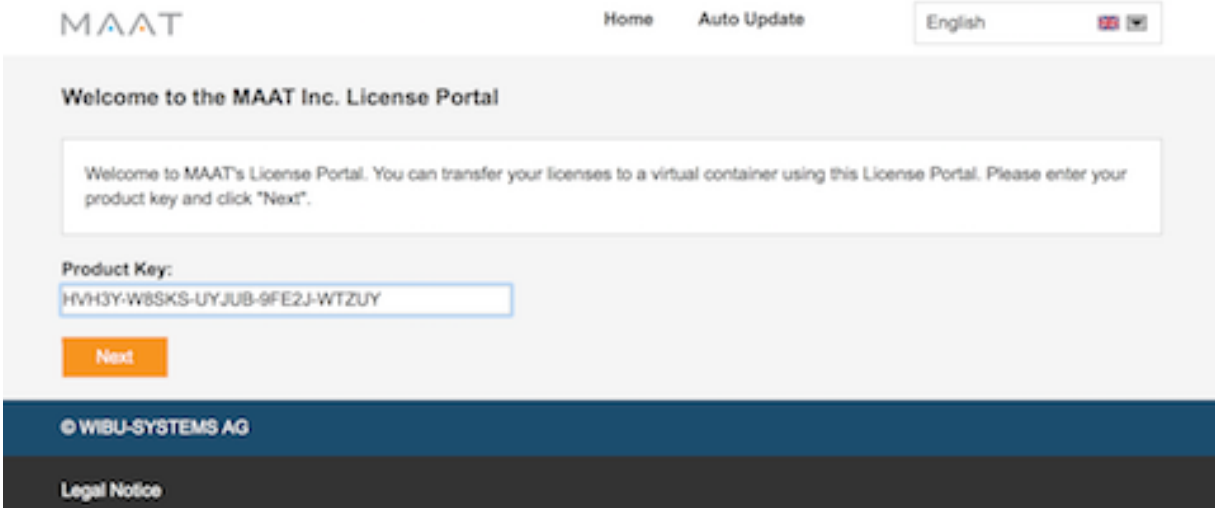 MAAT
Home
Auto Update
English
Welcome to the MAAT Inc. License Portal
Welcome to MAAT's License Portal. You can transfer your licenses to a virtual container using this License Portal. Please enter your
product key and click "Next".
Product Key:
HVH3Y-W8SKS-UYJUB-9FE2J-WTZUY
Next
© WIBU-SYSTEMS AG
Legal Notice